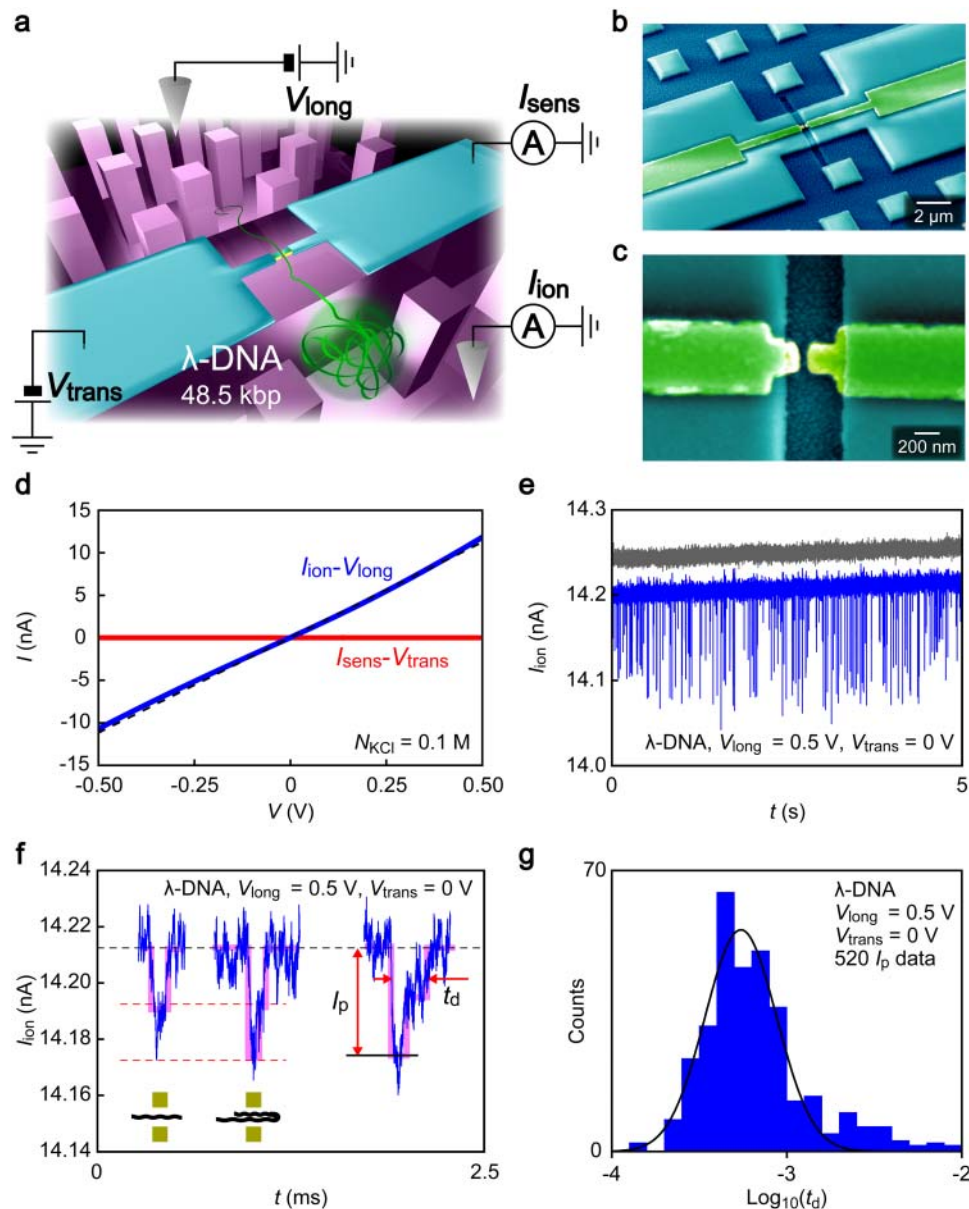 a
V_long
I_sens
A
I_ion
A
λ-DNA
48.5 kbp
V_trans
b
2 μm
c
200 nm
d
15
10
5
0
-5
-10
-15
I (nA)
I_ion-V_long
I_sens-V_trans
N_KCl = 0.1 M
-0.50
-0.25
0
0.25
0.50
V (V)
e
14.3
14.2
14.1
14.0
I_ion (nA)
λ-DNA, V_long = 0.5 V, V_trans = 0 V
0
5
t (s)
f
14.24
14.22
14.20
14.18
14.16
14.14
I_ion (nA)
λ-DNA, V_long = 0.5 V, V_trans = 0 V
I_p
t_d
0
2.5
t (ms)
g
70
0
Counts
λ-DNA
V_long = 0.5 V
V_trans = 0 V
520 I_p data
-4
-3
-2
Log₁₀(t_d)